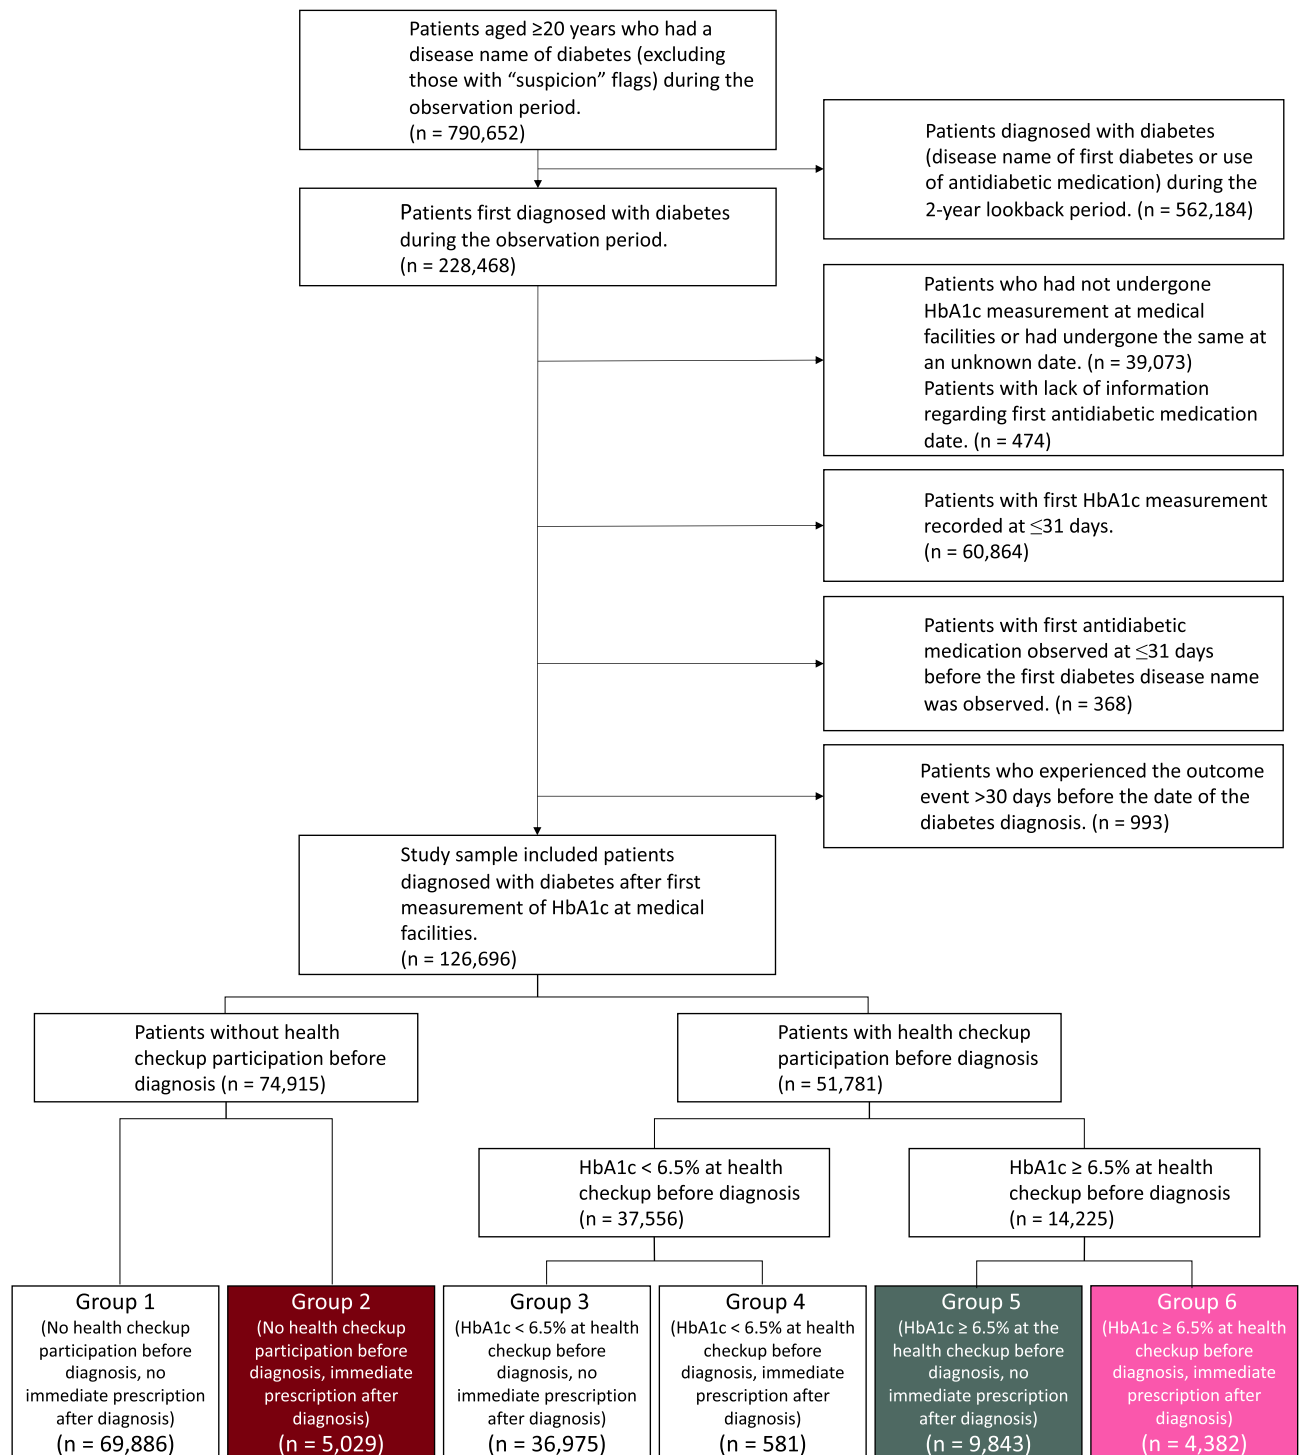 Patients aged ≥20 years who had a
disease name of diabetes (excluding
those with “suspicion” flags) during the
observation period.
(n = 790,652)
Patients diagnosed with diabetes
(disease name of first diabetes or use
of antidiabetic medication) during the
2-year lookback period. (n = 562,184)
Patients first diagnosed with diabetes
during the observation period.
(n = 228,468)
Patients who had not undergone
HbA1c measurement at medical
facilities or had undergone the same at
an unknown date. (n = 39,073)
Patients with lack of information
regarding first antidiabetic medication
date. (n = 474)
Patients with first HbA1c measurement
recorded at ≤31 days.
(n = 60,864)
Patients with first antidiabetic
medication observed at ≤31 days
before the first diabetes disease name
was observed. (n = 368)
Patients who experienced the outcome
event >30 days before the date of the
diabetes diagnosis. (n = 993)
Study sample included patients
diagnosed with diabetes after first
measurement of HbA1c at medical
facilities.
(n = 126,696)
Patients without health
checkup participation before
diagnosis (n = 74,915)
Patients with health checkup
participation before diagnosis
(n = 51,781)
HbA1c < 6.5% at health
checkup before diagnosis
(n = 37,556)
HbA1c ≥ 6.5% at health
checkup before diagnosis
(n = 14,225)
Group 1
(No health checkup
participation before
diagnosis, no
immediate prescription
after diagnosis)
(n = 69,886)
Group 2
(No health checkup
participation before
diagnosis, immediate
prescription after
diagnosis)
(n = 5,029)
Group 3
(HbA1c < 6.5% at health
checkup before
diagnosis, no
immediate prescription
after diagnosis)
(n = 36,975)
Group 4
(HbA1c < 6.5% at health
checkup before
diagnosis, immediate
prescription after
diagnosis)
(n = 581)
Group 5
(HbA1c ≥ 6.5% at the
health checkup before
diagnosis, no
immediate prescription
after diagnosis)
(n = 9,843)
Group 6
(HbA1c ≥ 6.5% at health
checkup before
diagnosis, immediate
prescription after
diagnosis)
(n = 4,382)